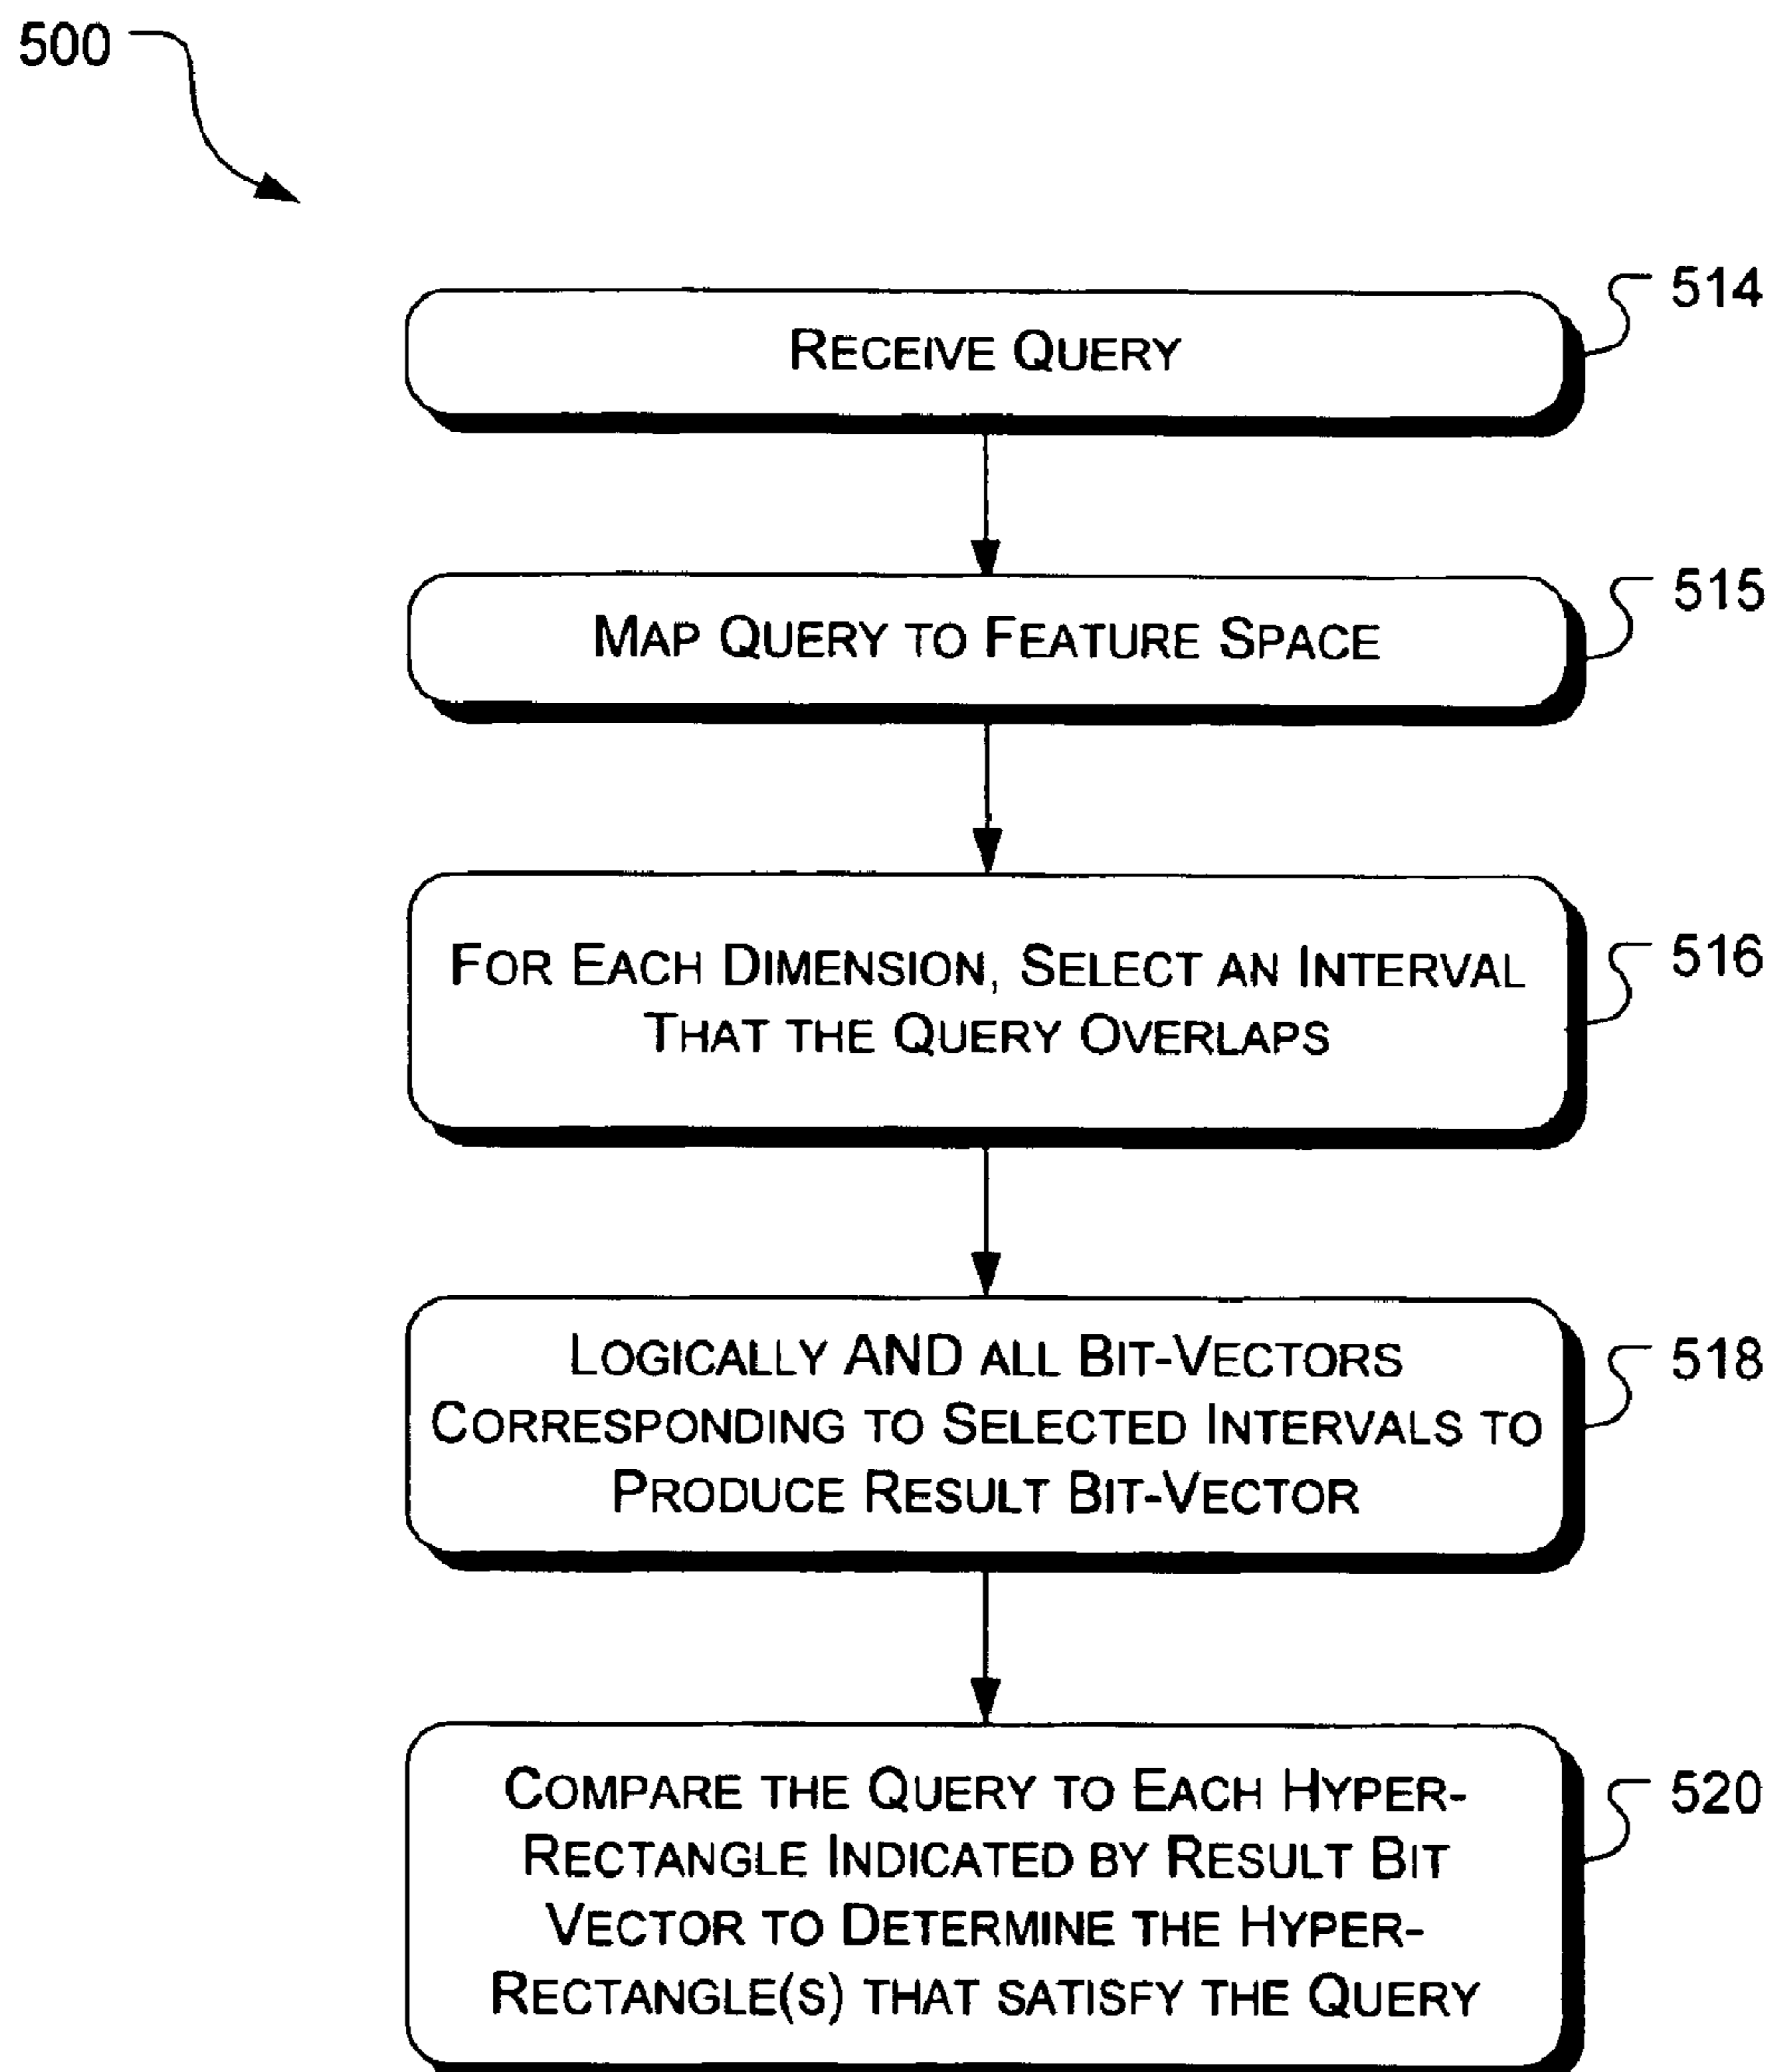 500
514
RECEIVE QUERY
515
MAP QUERY TO FEATURE SPACE
516
FOR EACH DIMENSION, SELECT AN INTERVAL
THAT THE QUERY OVERLAPS
518
LOGICALLY AND ALL BIT-VECTORS
CORRESPONDING TO SELECTED INTERVALS TO
PRODUCE RESULT BIT-VECTOR
520
COMPARE THE QUERY TO EACH HYPER-
RECTANGLE INDICATED BY RESULT BIT
VECTOR TO DETERMINE THE HYPER-
RECTANGLE(S) THAT SATISFY THE QUERY